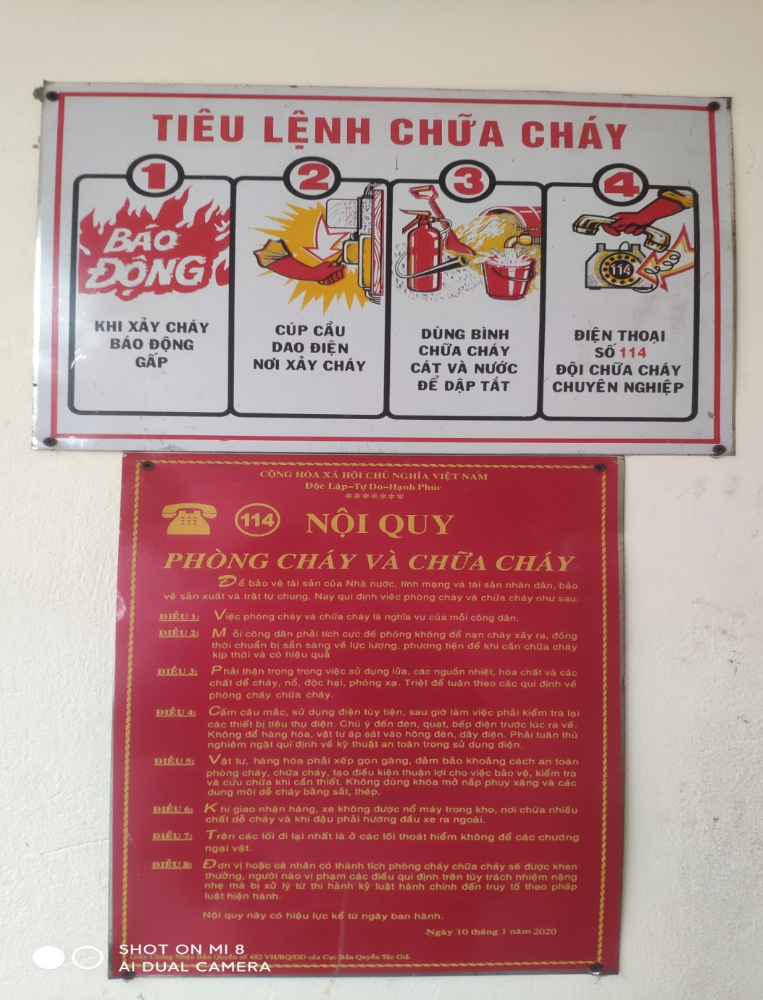 TIÊU LỆNH CHỮA CHÁY
1
BÁO
ĐỘNG
KHI XẢY CHÁY
BÁO ĐỘNG
GẤP
2
CÚP CẦU
DAO ĐIỆN
NƠI XẢY CHÁY
3
DÙNG BÌNH
CHỮA CHÁY
CÁT VÀ NƯỚC
ĐỂ DẬP TẮT
4
114
ĐIỆN THOẠI
SỐ 114
ĐỘI CHỮA CHÁY
CHUYÊN NGHIỆP
CỘNG HÒA XÃ HỘI CHỦ NGHĨA VIỆT NAM
Độc Lập-Tự Do-Hạnh Phúc
*******
114 NỘI QUY
PHÒNG CHÁY VÀ CHỮA CHÁY
Để bảo vệ tài sản của Nhà nước, tính mạng và tài sản nhân dân, bảo
vệ sản xuất và trật tự chung. Nay qui định việc phòng cháy và chữa cháy như sau:
ĐIỀU 1: Việc phòng cháy và chữa cháy là nghĩa vụ của mỗi công dân.
ĐIỀU 2: Mỗi công dân phải tích cực đề phòng không để nạn cháy xảy ra, đồng
thời chuẩn bị sẵn sàng về lực lượng, phương tiện để khi cần chữa cháy
kịp thời và có hiệu quả
ĐIỀU 3: Phải thận trọng trong việc sử dụng lửa, các nguồn nhiệt, hóa chất và các
chất dể cháy, nổ, độc hại, phóng xạ. Triệt để tuân theo các qui định về
phòng cháy chữa cháy.
ĐIỀU 4: Cấm câu mắc, sử dụng điện tùy tiện, sau giờ làm việc phải kiểm tra lại
các thiết bị tiêu thụ điện. Chú ý đến đèn, quạt, bếp điện trước lúc ra về.
Không để hàng hóa, vật tư áp sát vào hông đèn, dây điện. Phải tuân thủ
nghiêm ngặt qui định về kỹ thuật an toàn trong sử dụng điện.
ĐIỀU 5: Vật tư, hàng hóa phải xếp gọn gàng, đảm bảo khoảng cách an toàn
phòng cháy, chữa cháy, tạo điều kiện thuận lợi cho việc bảo vệ, kiểm tra
và cứu chữa khi cần thiết. Không dùng khóa mở nắp phuy xăng và các
dung môi dễ cháy bằng sắt, thép.
ĐIỀU 6: Khi giao nhận hàng, xe không được nổ máy trong kho, nơi chứa nhiều
chất dễ cháy và khi đậu phải hướng đầu xe ra ngoài.
ĐIỀU 7: Trên các lối đi lại nhất là ở các lối thoát hiểm không để các chướng
ngại vật.
ĐIỀU 8: Đơn vị hoặc cá nhân có thành tích phòng cháy chữa cháy sẽ được khen
thưởng, người nào vi phạm các điều qui định trên tùy trách nhiệm nặng
nhẹ mà bị xử lý từ thi hành kỷ luật hành chính đến truy tố theo pháp
luật hiện hành.
Nội quy này có hiệu lực kể từ ngày ban hành.
Ngày 10 tháng 1 năm 2020
Giấy Chứng Nhận Bản Quyền số 482 VH/BQ/DD của Cục Bản Quyền Tác Giả.
SHOT ON MI 8
AI DUAL CAMERA